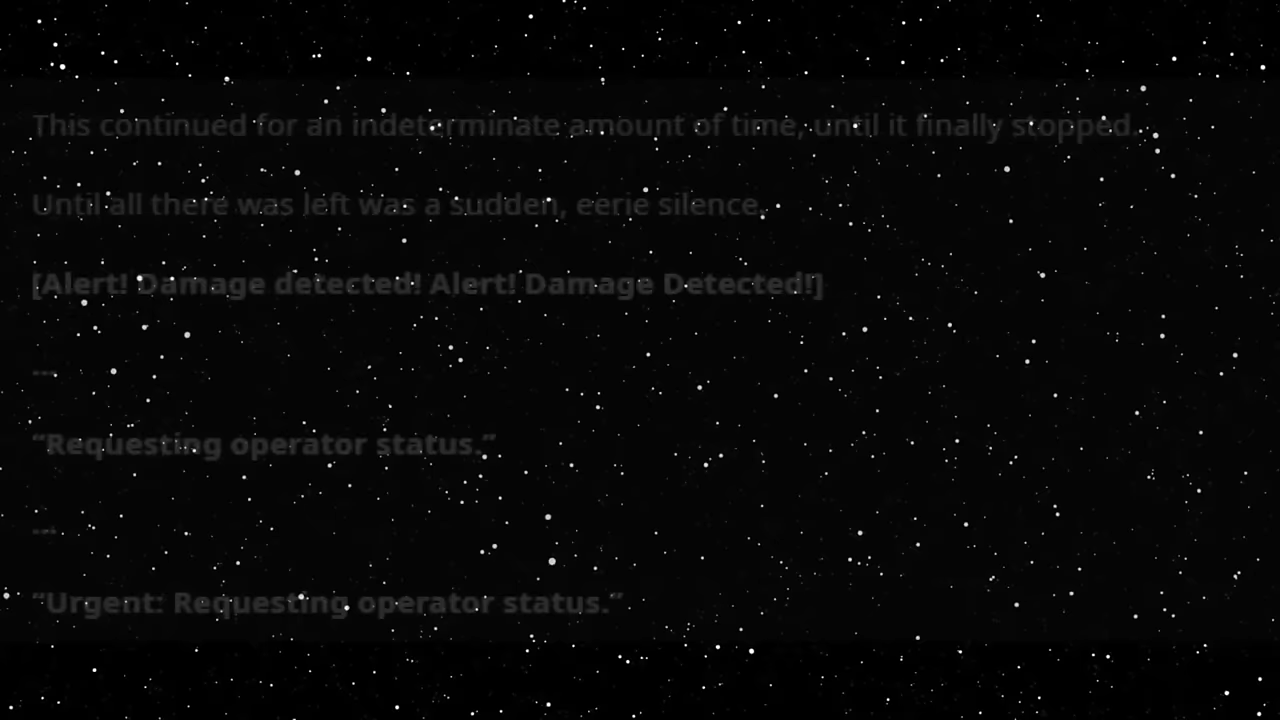 This continued for an indeterminate amount of time, until it finally stopped.
Until all there was left was a sudden, eerie silence.
[Alert! Damage detected! Alert! Damage Detected!]
---
“Requesting operator status.”
---
“Urgent: Requesting operator status.”